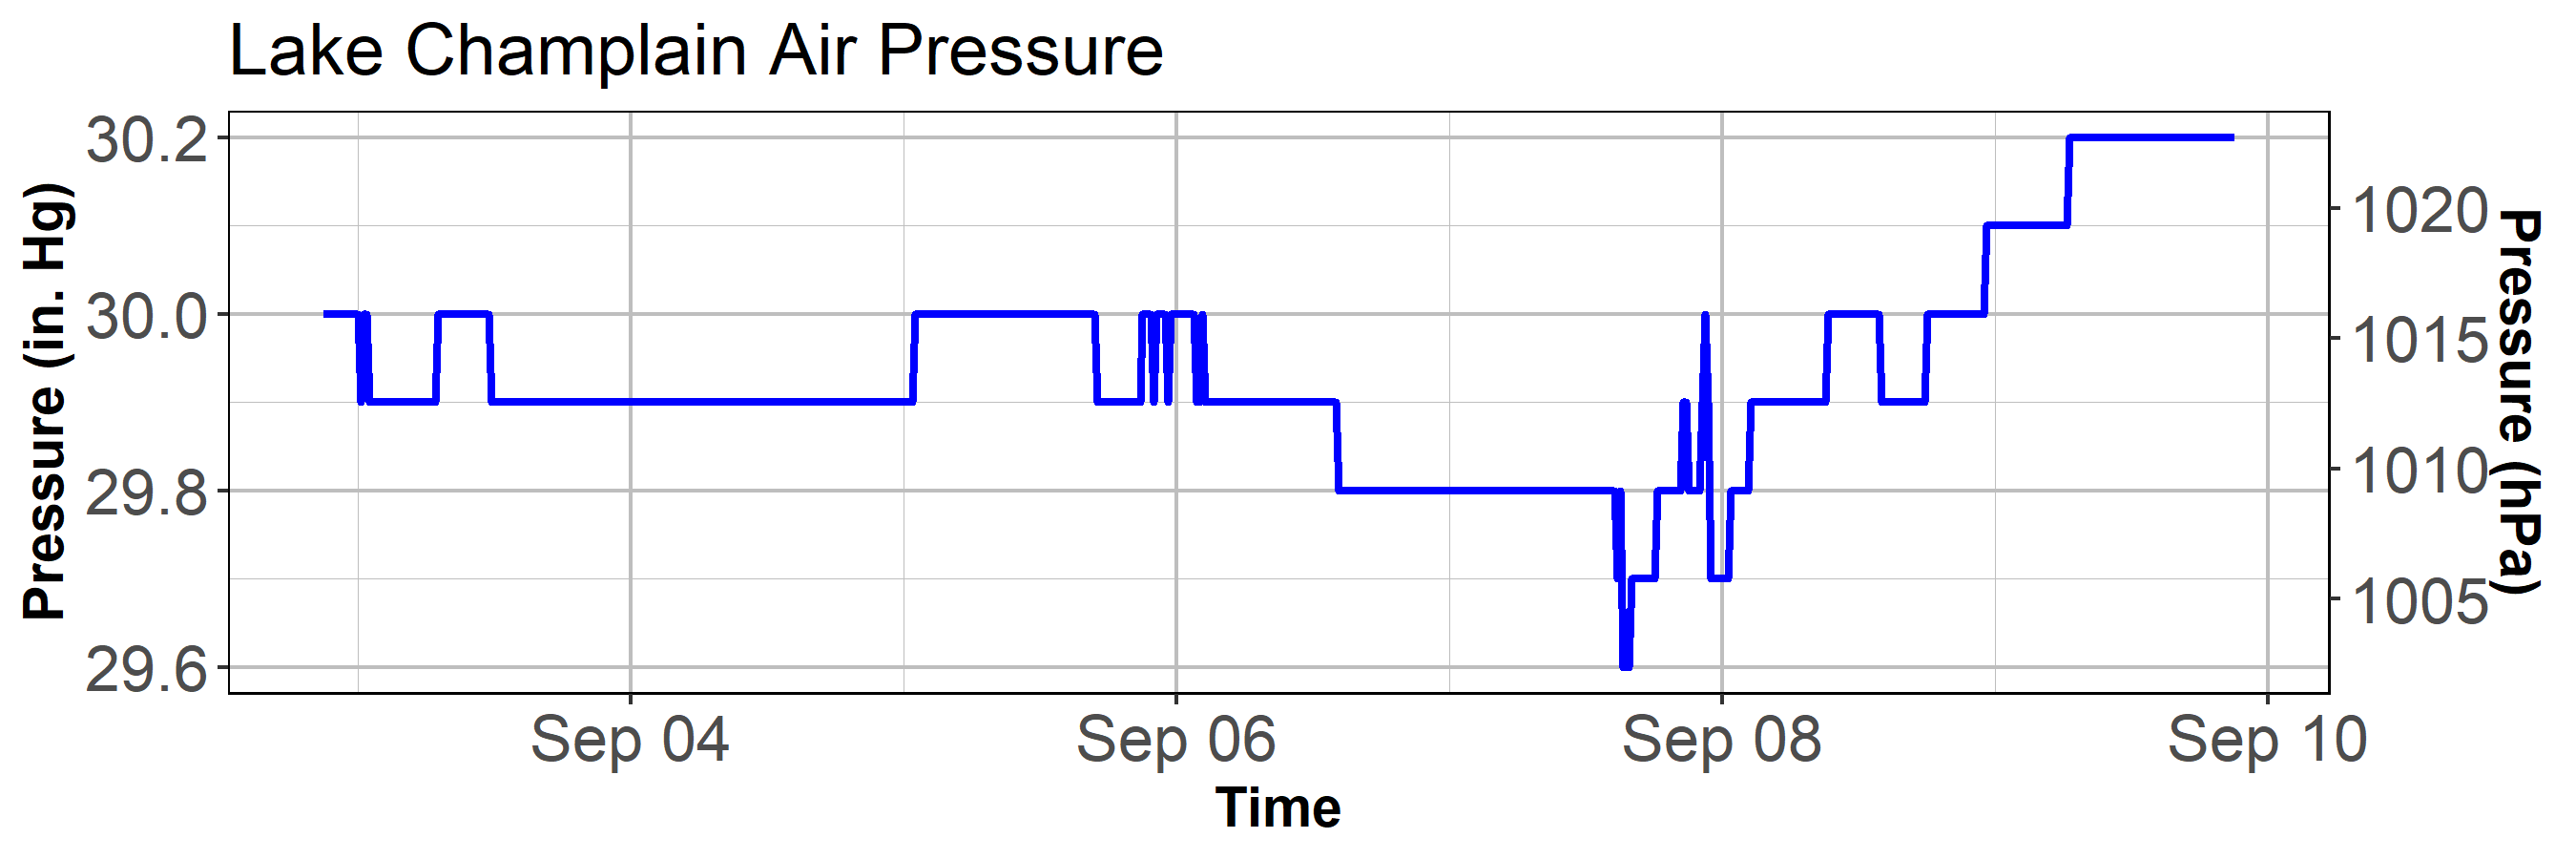 Lake Champlain Air Pressure
Pressure (in. Hg)
30.2
30.0
29.8
29.6
1020
1015
1010
1005
Pressure (hPa)
Sep 04
Sep 06
Sep 08
Sep 10
Time